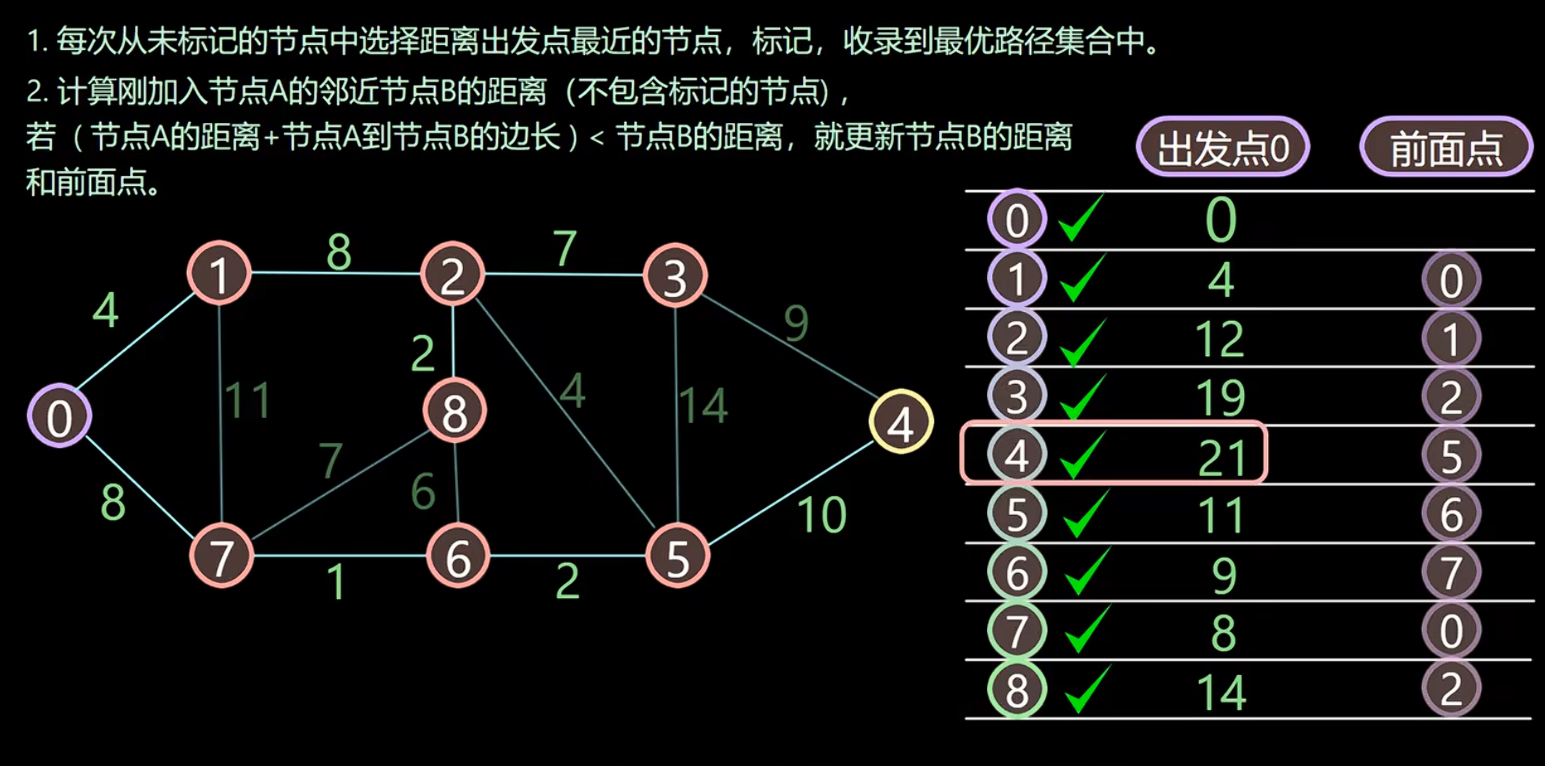 1. 每次从未标记的节点中选择距离出发点最近的节点，标记，收录到最优路径集合中。
2. 计算刚加入节点A的邻近节点B的距离（不包含标记的节点），
若（节点A的距离+节点A到节点B的边长）< 节点B的距离，就更新节点B的距离
和前面点。
出发点0 前面点
0 0
1 4 0
2 12 1
3 19 2
4 21 5
5 11 6
6 9 7
7 8 0
8 14 2
8 7
1 2 3
4 9
2
11 4 14
0 8 4
7 6
8 10
7 6 5
1 2